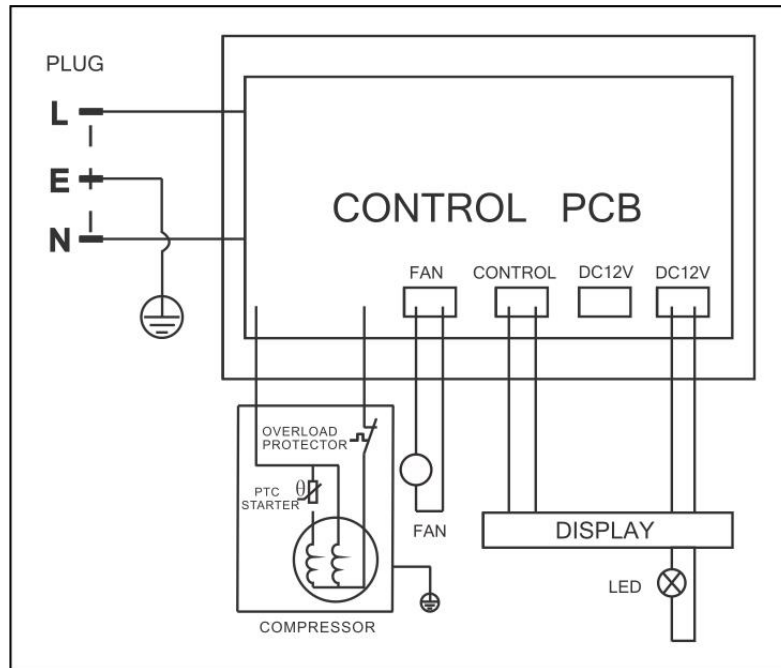 PLUG
L
E
N
CONTROL PCB
FAN
CONTROL
DC12V
DC12V
OVERLOAD
PROTECTOR
θ
PTC
STARTER
FAN
DISPLAY
LED
COMPRESSOR